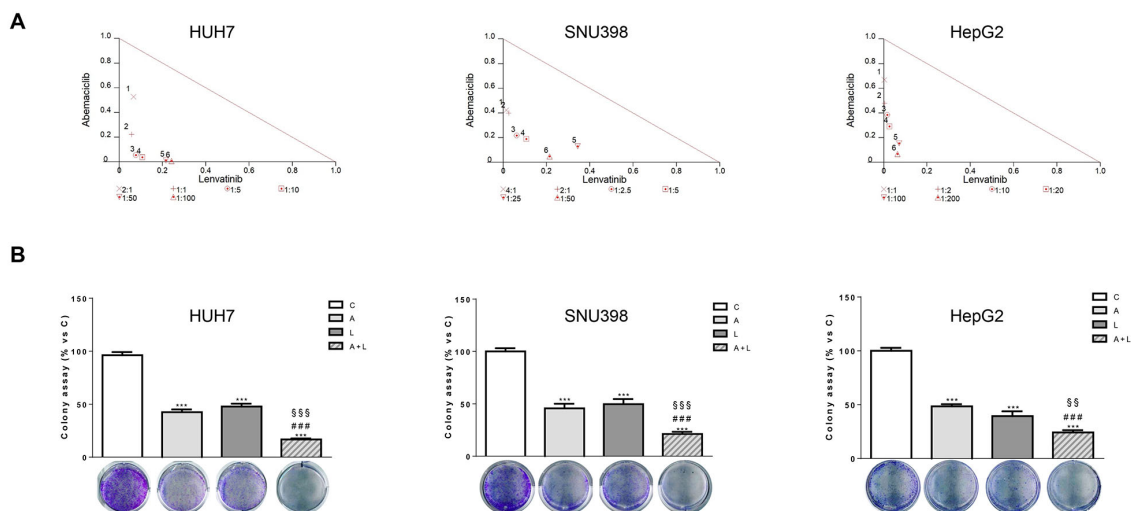 A
HUH7
SNU398
HepG2
Abemaciclib
1.0
0.8
0.6
0.4
0.2
0
1
2
3 4
5 6
0 0.2 0.4 0.6 0.8 1.0
Lenvatinib
2:1 1:1 1:5 1:10
1:50 1:100
Abemaciclib
1.0
0.8
0.6
0.4
0.2
0
1
2
3 4
5
6
0 0.2 0.4 0.6 0.8 1.0
Lenvatinib
4:1 2:1 1:2.5 1:5
1:25 1:50
Abemaciclib
1.0
0.8
0.6
0.4
0.2
0
1
2
3
4
5
6
0 0.2 0.4 0.6 0.8 1.0
Lenvatinib
1:1 1:2 1:10 1:20
1:100 1:200
B
HUH7
Colony assay (% vs C)
150
100
50
0
***
***
§§§
###
***
C
A
L
A+L
SNU398
Colony assay (% vs C)
150
100
50
0
***
***
§§§
###
***
C
A
L
A+L
HepG2
Colony assay (% vs C)
150
100
50
0
***
***
§§
###
***
C
A
L
A+L